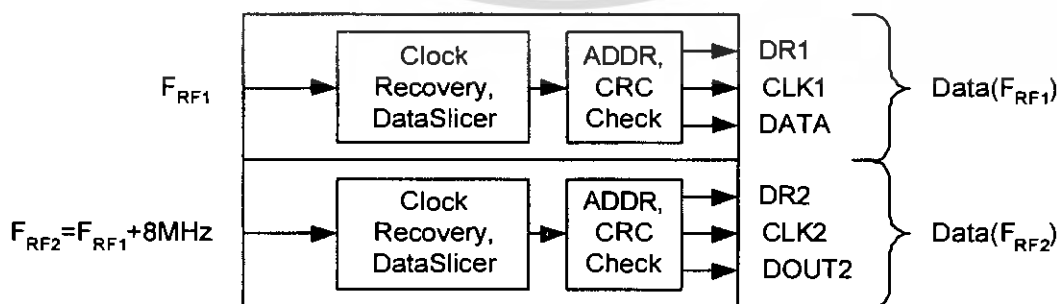 F_RF1
Clock
Recovery,
DataSlicer
ADDR,
CRC
Check
DR1
CLK1
DATA
Data(F_RF1)
F_RF2=F_RF1+8MHz
Clock
Recovery,
DataSlicer
ADDR,
CRC
Check
DR2
CLK2
DOUT2
Data(F_RF2)